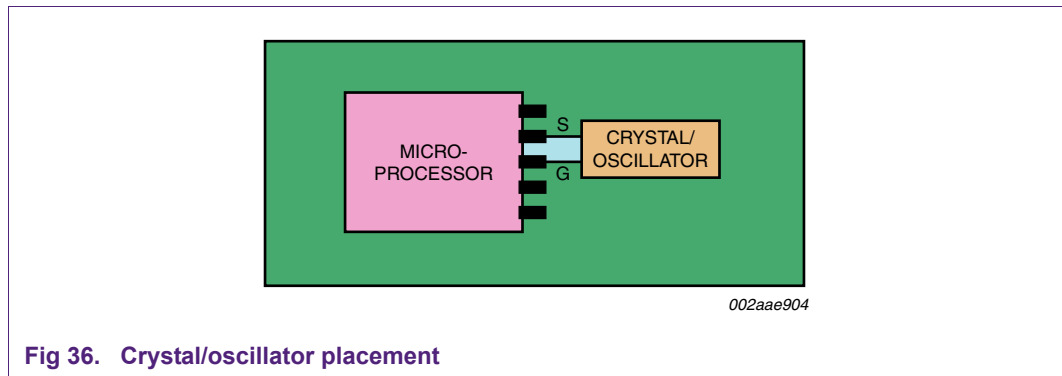 S
MICRO-
PROCESSOR
G
CRYSTAL/
OSCILLATOR
002aae904
Fig 36. Crystal/oscillator placement